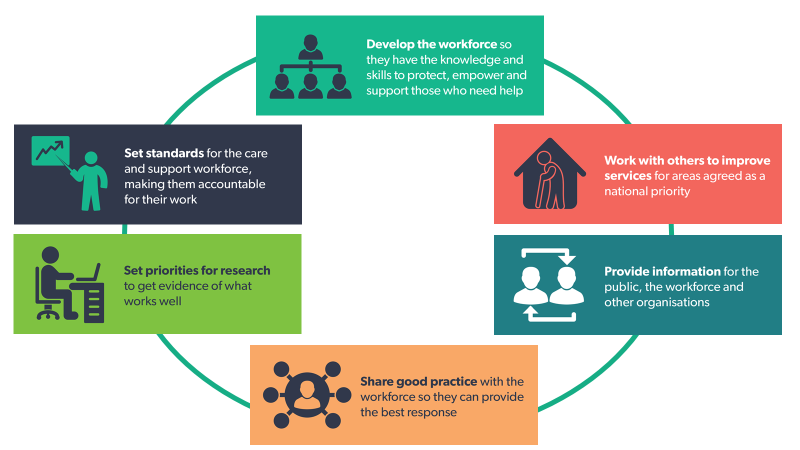 Develop the workforce so
they have the knowledge and
skills to protect, empower and
support those who need help
Set standards for the care
and support workforce,
making them accountable
for their work
Work with others to improve
services for areas agreed as a
national priority
Set priorities for research
to get evidence of what
works well
Provide information for the
public, the workforce and
other organisations
Share good practice with the
workforce so they can provide
the best response